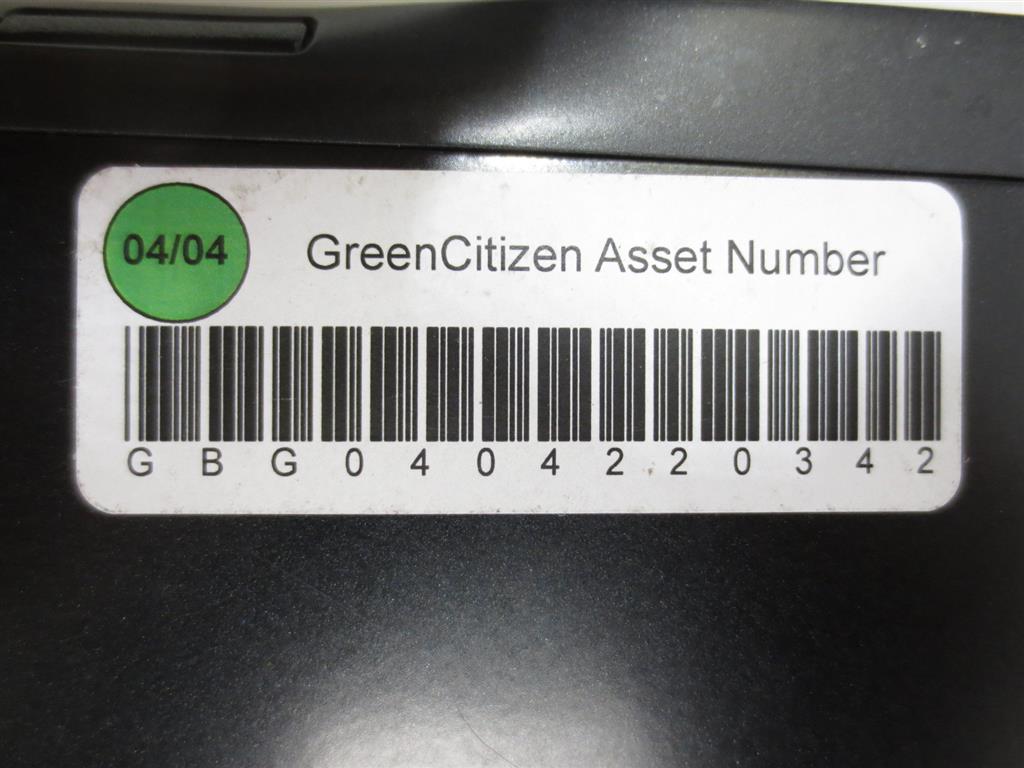 04/04
GreenCitizen Asset Number
G B G 0 4 0 4 2 2 0 3 4 2